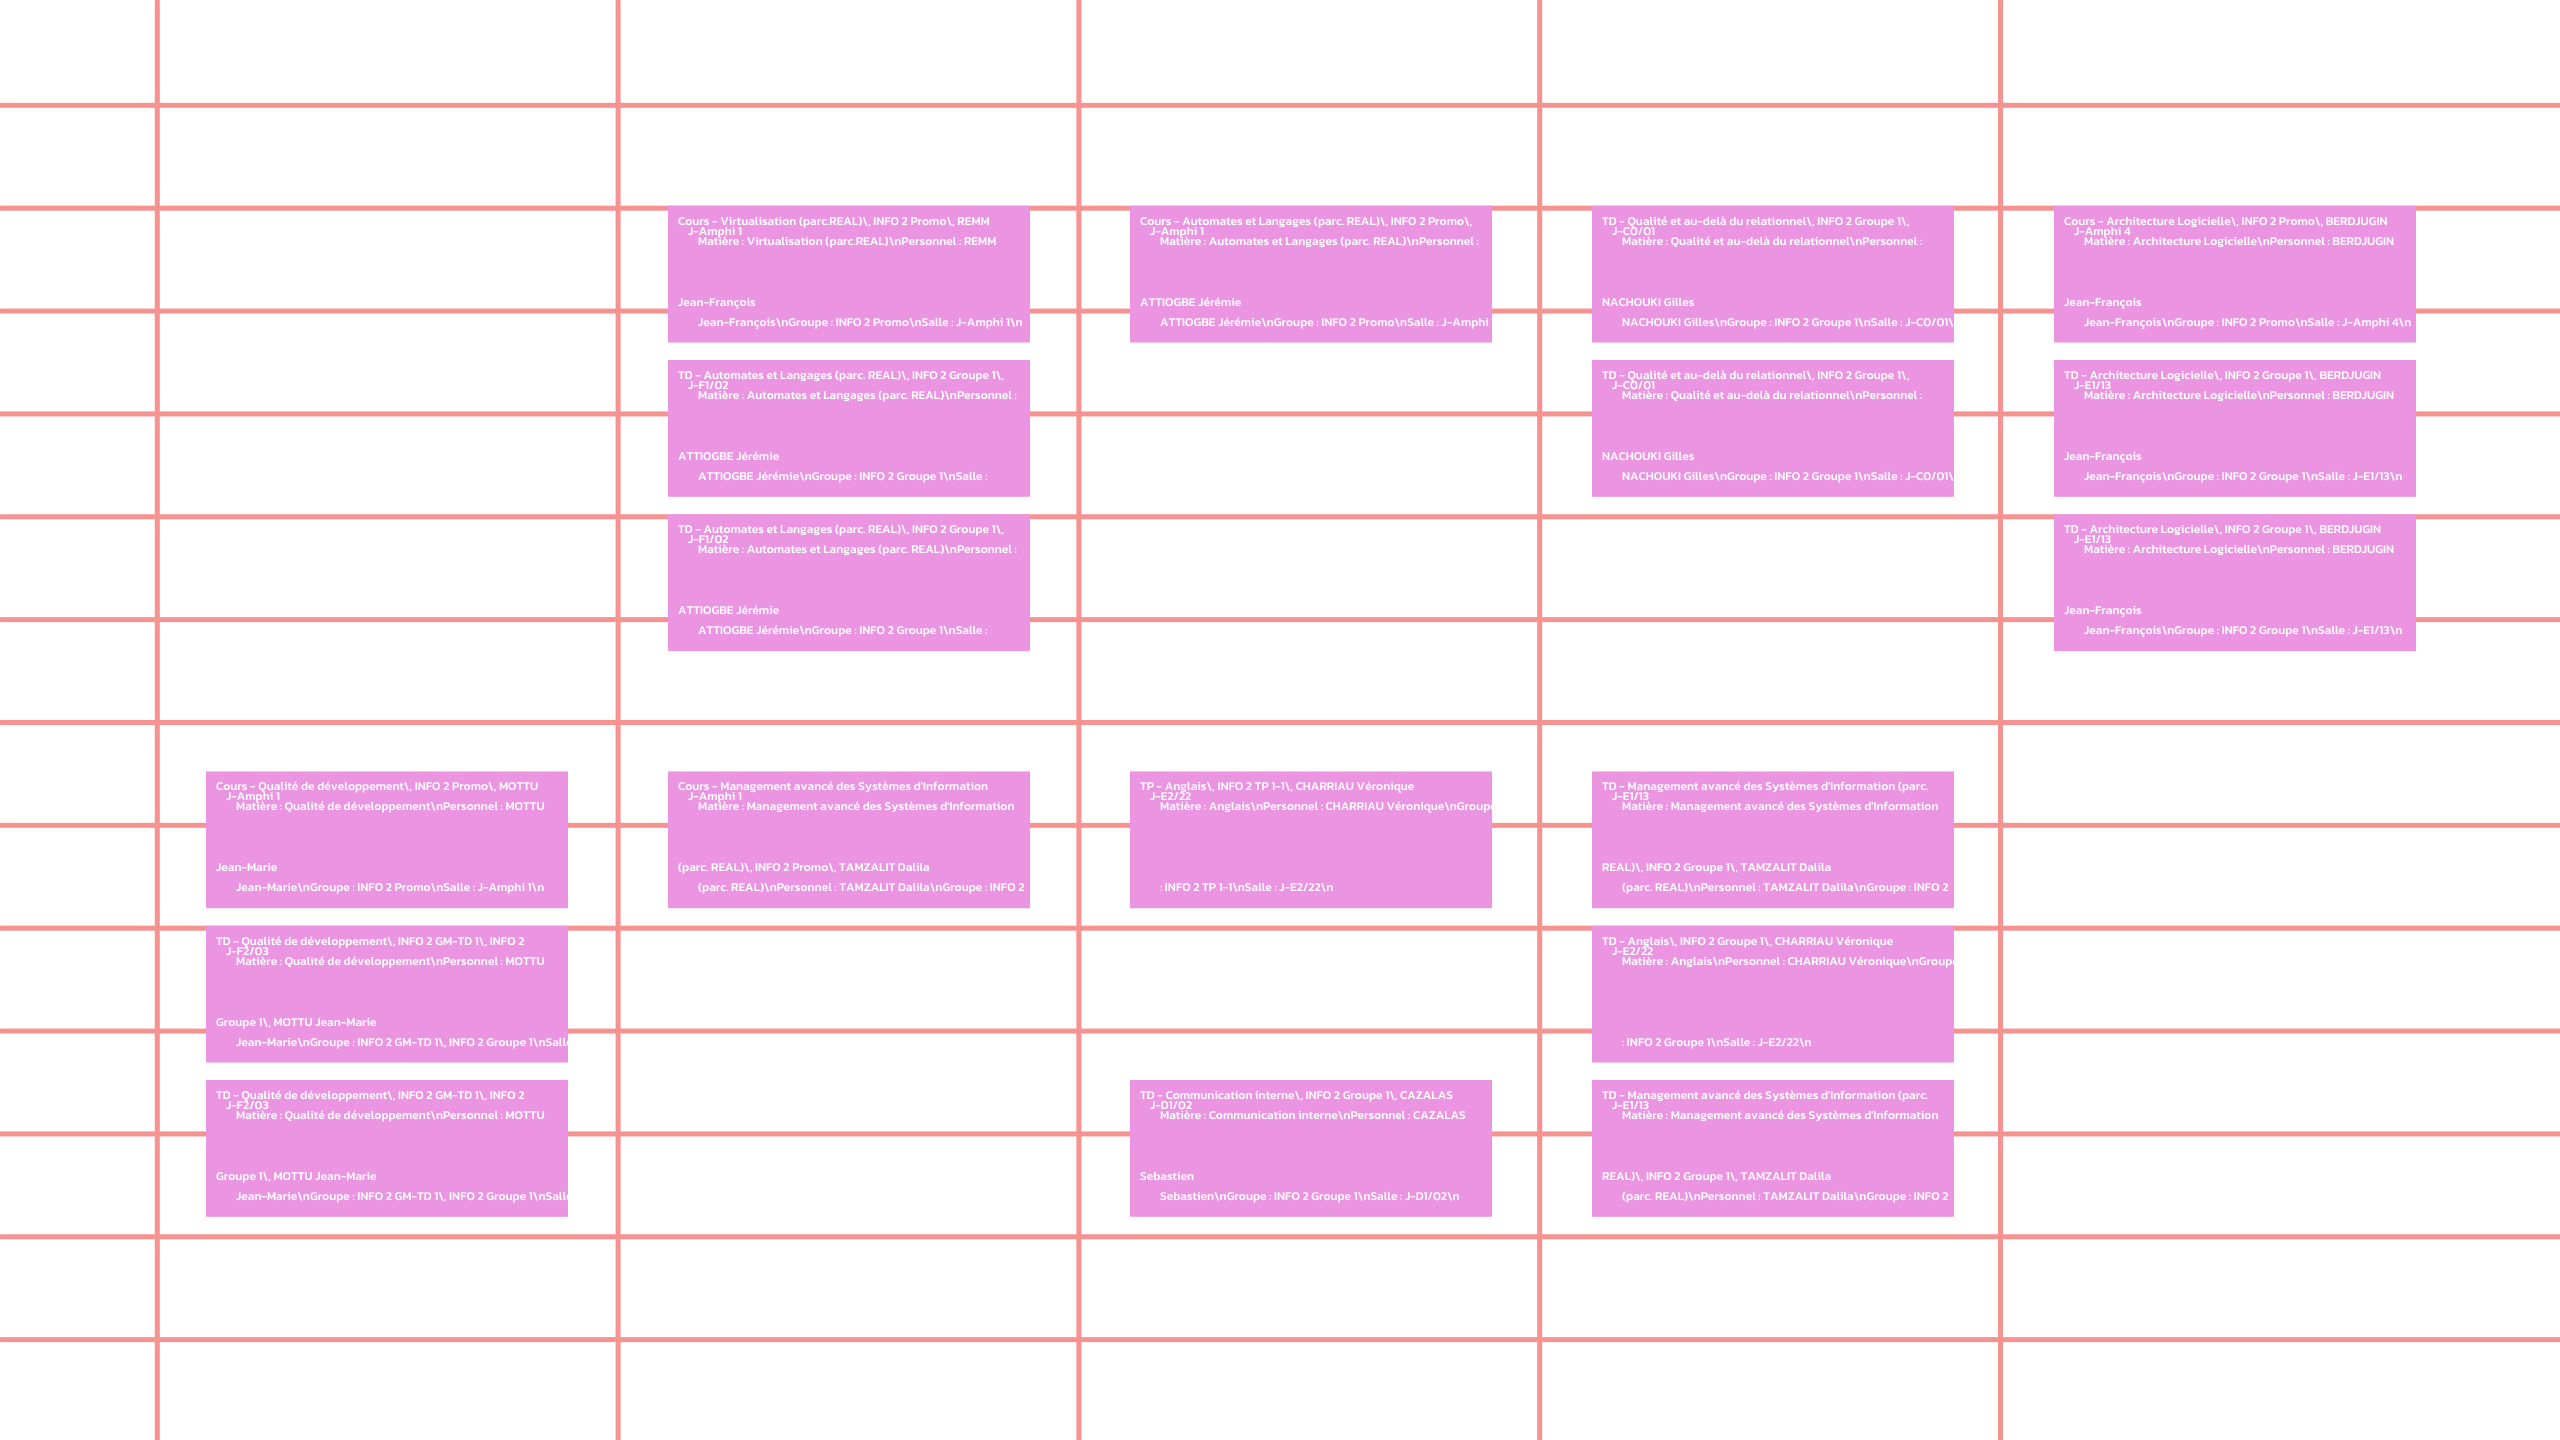 Cours - Virtualisation (parc.REAL)\, INFO 2 Promo\, REMM
J-Amphi 1
Matière : Virtualisation (parc.REAL)\nPersonnel : REMM
Jean-François
Jean-François\nGroupe : INFO 2 Promo\nSalle : J-Amphi 1\n
Cours - Automates et Langages (parc. REAL)\, INFO 2 Promo\,
J-Amphi 1
Matière : Automates et Langages (parc. REAL)\nPersonnel :
ATTIOGBE Jérémie
ATTIOGBE Jérémie\nGroupe : INFO 2 Promo\nSalle : J-Amphi
TD - Qualité et au-delà du relationnel\, INFO 2 Groupe 1\,
J-C0/01
Matière : Qualité et au-delà du relationnel\nPersonnel :
NACHOUKI Gilles
NACHOUKI Gilles\nGroupe : INFO 2 Groupe 1\nSalle : J-C0/01\
Cours - Architecture Logicielle\, INFO 2 Promo\, BERDJUGIN
J-Amphi 4
Matière : Architecture Logicielle\nPersonnel : BERDJUGIN
Jean-François
Jean-François\nGroupe : INFO 2 Promo\nSalle : J-Amphi 4\n
TD - Automates et Langages (parc. REAL)\, INFO 2 Groupe 1\,
J-F1/02
Matière : Automates et Langages (parc. REAL)\nPersonnel :
ATTIOGBE Jérémie
ATTIOGBE Jérémie\nGroupe : INFO 2 Groupe 1\nSalle :
TD - Qualité et au-delà du relationnel\, INFO 2 Groupe 1\,
J-C0/01
Matière : Qualité et au-delà du relationnel\nPersonnel :
NACHOUKI Gilles
NACHOUKI Gilles\nGroupe : INFO 2 Groupe 1\nSalle : J-C0/01\
TD - Architecture Logicielle\, INFO 2 Groupe 1\, BERDJUGIN
J-E1/13
Matière : Architecture Logicielle\nPersonnel : BERDJUGIN
Jean-François
Jean-François\nGroupe : INFO 2 Groupe 1\nSalle : J-E1/13\n
TD - Automates et Langages (parc. REAL)\, INFO 2 Groupe 1\,
J-F1/02
Matière : Automates et Langages (parc. REAL)\nPersonnel :
ATTIOGBE Jérémie
ATTIOGBE Jérémie\nGroupe : INFO 2 Groupe 1\nSalle :
TD - Architecture Logicielle\, INFO 2 Groupe 1\, BERDJUGIN
J-E1/13
Matière : Architecture Logicielle\nPersonnel : BERDJUGIN
Jean-François
Jean-François\nGroupe : INFO 2 Groupe 1\nSalle : J-E1/13\n
Cours - Qualité de développement\, INFO 2 Promo\, MOTTU
J-Amphi 1
Matière : Qualité de développement\nPersonnel : MOTTU
Jean-Marie
Jean-Marie\nGroupe : INFO 2 Promo\nSalle : J-Amphi 1\n
Cours - Management avancé des Systèmes d'Information
J-Amphi 1
Matière : Management avancé des Systèmes d'Information
(parc. REAL)\, INFO 2 Promo\, TAMZALIT Dalila
(parc. REAL)\nPersonnel : TAMZALIT Dalila\nGroupe : INFO 2
TP - Anglais\, INFO 2 TP 1-1\, CHARRIAU Véronique
J-E2/22
Matière : Anglais\nPersonnel : CHARRIAU Véronique\nGroupe
: INFO 2 TP 1-1\nSalle : J-E2/22\n
TD - Management avancé des Systèmes d'Information (parc.
J-E1/13
Matière : Management avancé des Systèmes d'Information
REAL)\, INFO 2 Groupe 1\, TAMZALIT Dalila
(parc. REAL)\nPersonnel : TAMZALIT Dalila\nGroupe : INFO 2
TD - Qualité de développement\, INFO 2 GM-TD 1\, INFO 2
J-F2/03
Matière : Qualité de développement\nPersonnel : MOTTU
Groupe 1\, MOTTU Jean-Marie
Jean-Marie\nGroupe : INFO 2 GM-TD 1\, INFO 2 Groupe 1\nSalle
TD - Anglais\, INFO 2 Groupe 1\, CHARRIAU Véronique
J-E2/22
Matière : Anglais\nPersonnel : CHARRIAU Véronique\nGroupe
: INFO 2 Groupe 1\nSalle : J-E2/22\n
TD - Qualité de développement\, INFO 2 GM-TD 1\, INFO 2
J-F2/03
Matière : Qualité de développement\nPersonnel : MOTTU
Groupe 1\, MOTTU Jean-Marie
Jean-Marie\nGroupe : INFO 2 GM-TD 1\, INFO 2 Groupe 1\nSalle
TD - Communication interne\, INFO 2 Groupe 1\, CAZALAS
J-D1/02
Matière : Communication interne\nPersonnel : CAZALAS
Sebastien
Sebastien\nGroupe : INFO 2 Groupe 1\nSalle : J-D1/02\n
TD - Management avancé des Systèmes d'Information (parc.
J-E1/13
Matière : Management avancé des Systèmes d'Information
REAL)\, INFO 2 Groupe 1\, TAMZALIT Dalila
(parc. REAL)\nPersonnel : TAMZALIT Dalila\nGroupe : INFO 2